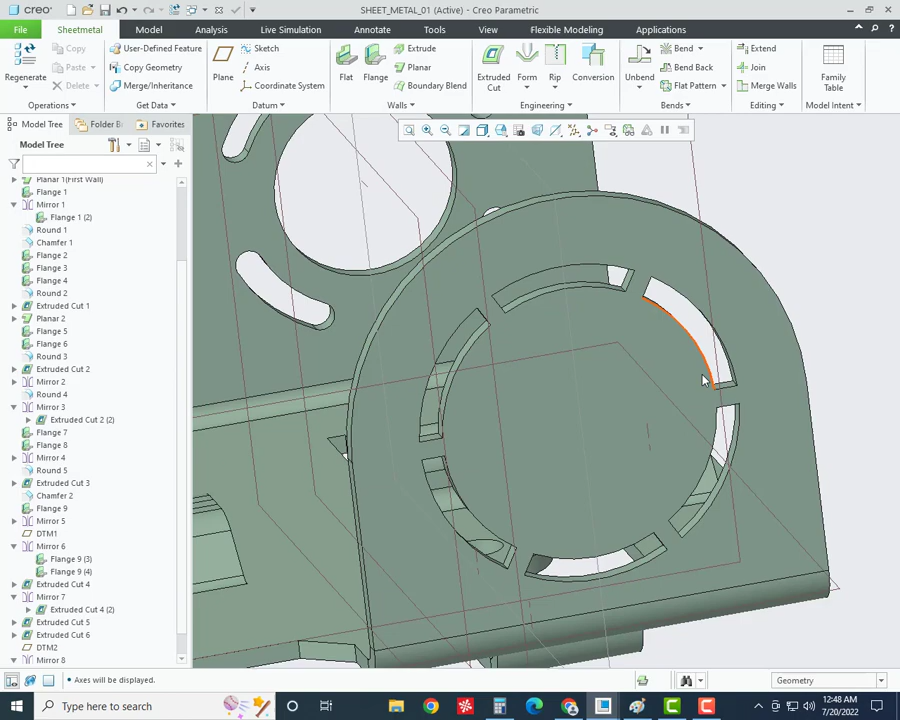 creo
SHEET_METAL_01 (Active) - Creo Parametric
File
Sheetmetal
Model
Analysis
Live Simulation
Annotate
Tools
View
Flexible Modeling
Applications
Regenerate
Copy
Paste
Delete
Operations
User-Defined Feature
Copy Geometry
Merge/Inheritance
Get Data
Plane
Sketch
Axis
Coordinate System
Datum
Flat
Flange
Extrude
Planar
Boundary Blend
Walls
Extruded Cut
Form
Rip
Conversion
Engineering
Unbend
Bend
Bend Back
Flat Pattern
Bends
Extend
Join
Merge Walls
Editing
Family Table
Model Intent
Model Tree
Folder B
Favorites
Model Tree
Planar 1(First Wall)
Flange 1
Mirror 1
Flange 1 (2)
Round 1
Chamfer 1
Flange 2
Flange 3
Flange 4
Round 2
Extruded Cut 1
Planar 2
Flange 5
Flange 6
Round 3
Extruded Cut 2
Mirror 2
Round 4
Mirror 3
Extruded Cut 2 (2)
Flange 7
Flange 8
Mirror 4
Round 5
Extruded Cut 3
Chamfer 2
Flange 9
Mirror 5
DTM1
Mirror 6
Flange 9 (3)
Flange 9 (4)
Extruded Cut 4
Mirror 7
Extruded Cut 4 (2)
Extruded Cut 5
Extruded Cut 6
DTM2
Mirror 8
• Axes will be displayed.
Geometry
Type here to search
12:48 AM
7/20/2022